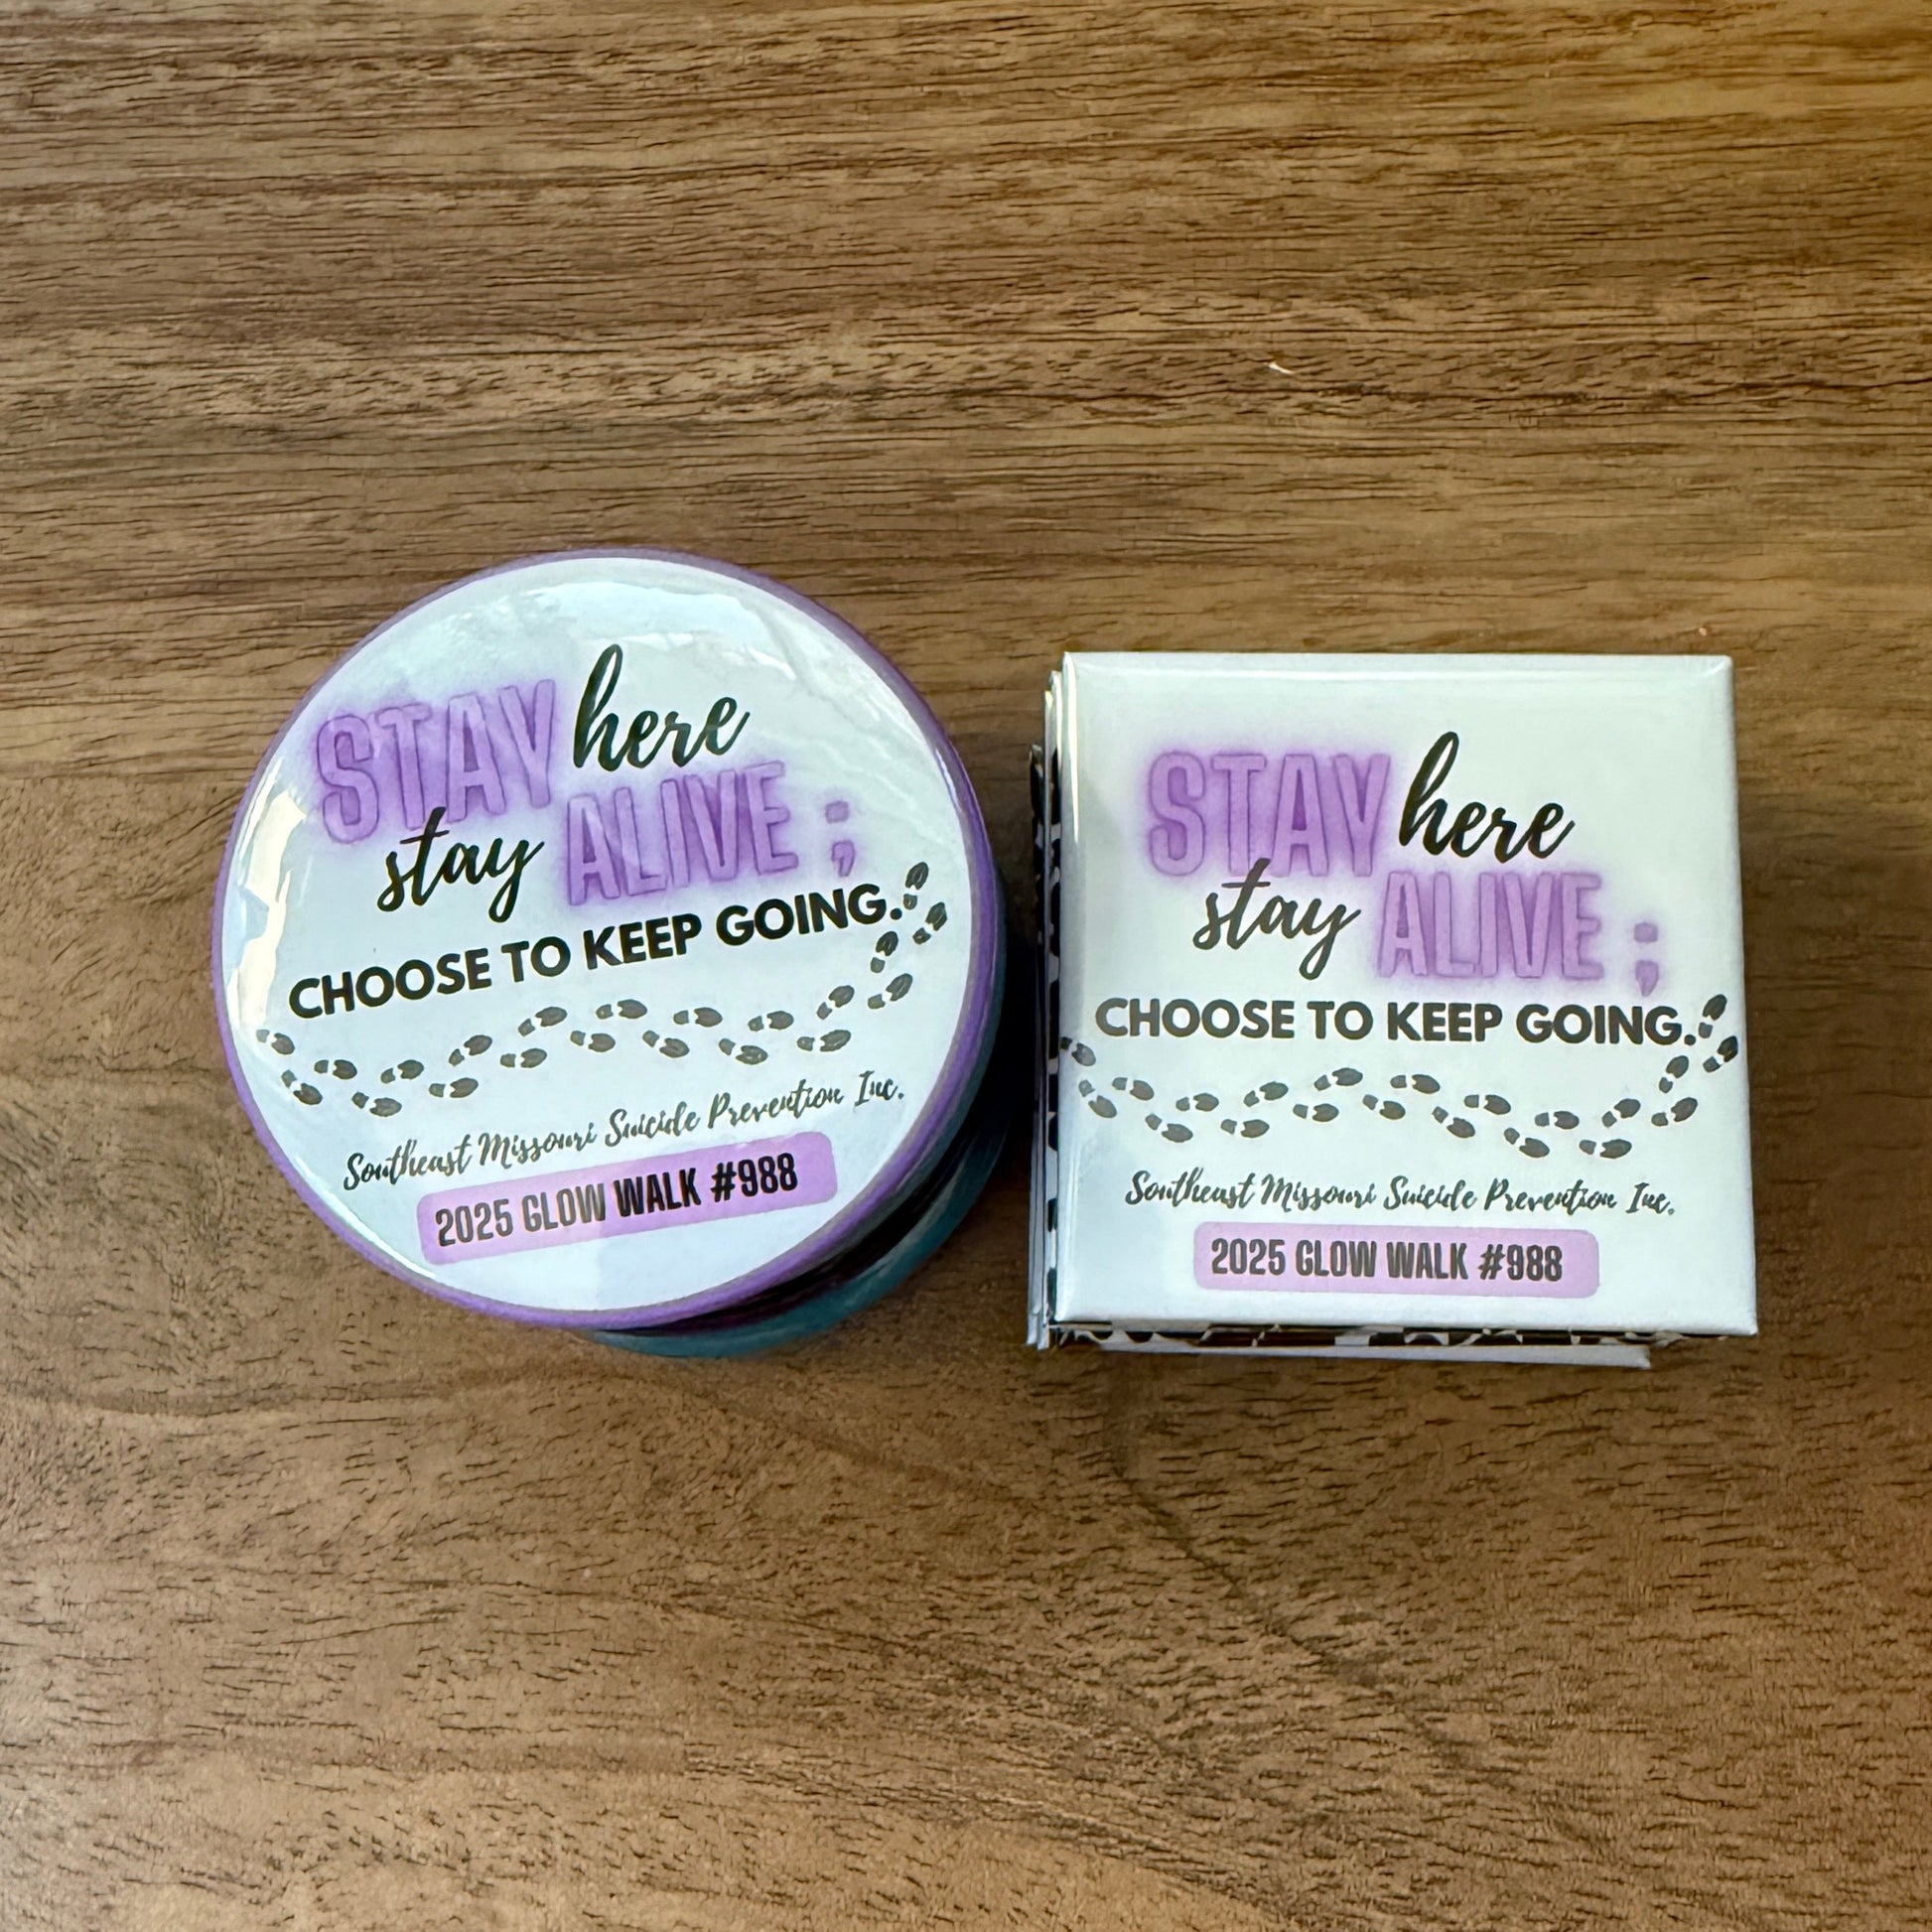 STAY here
stay ALIVE ;
CHOOSE TO KEEP GOING.
Southeast Missouri Suicide Prevention Inc.
2025 GLOW WALK #988
STAY here
stay ALIVE ;
CHOOSE TO KEEP GOING.
Southeast Missouri Suicide Prevention Inc.
2025 GLOW WALK #988